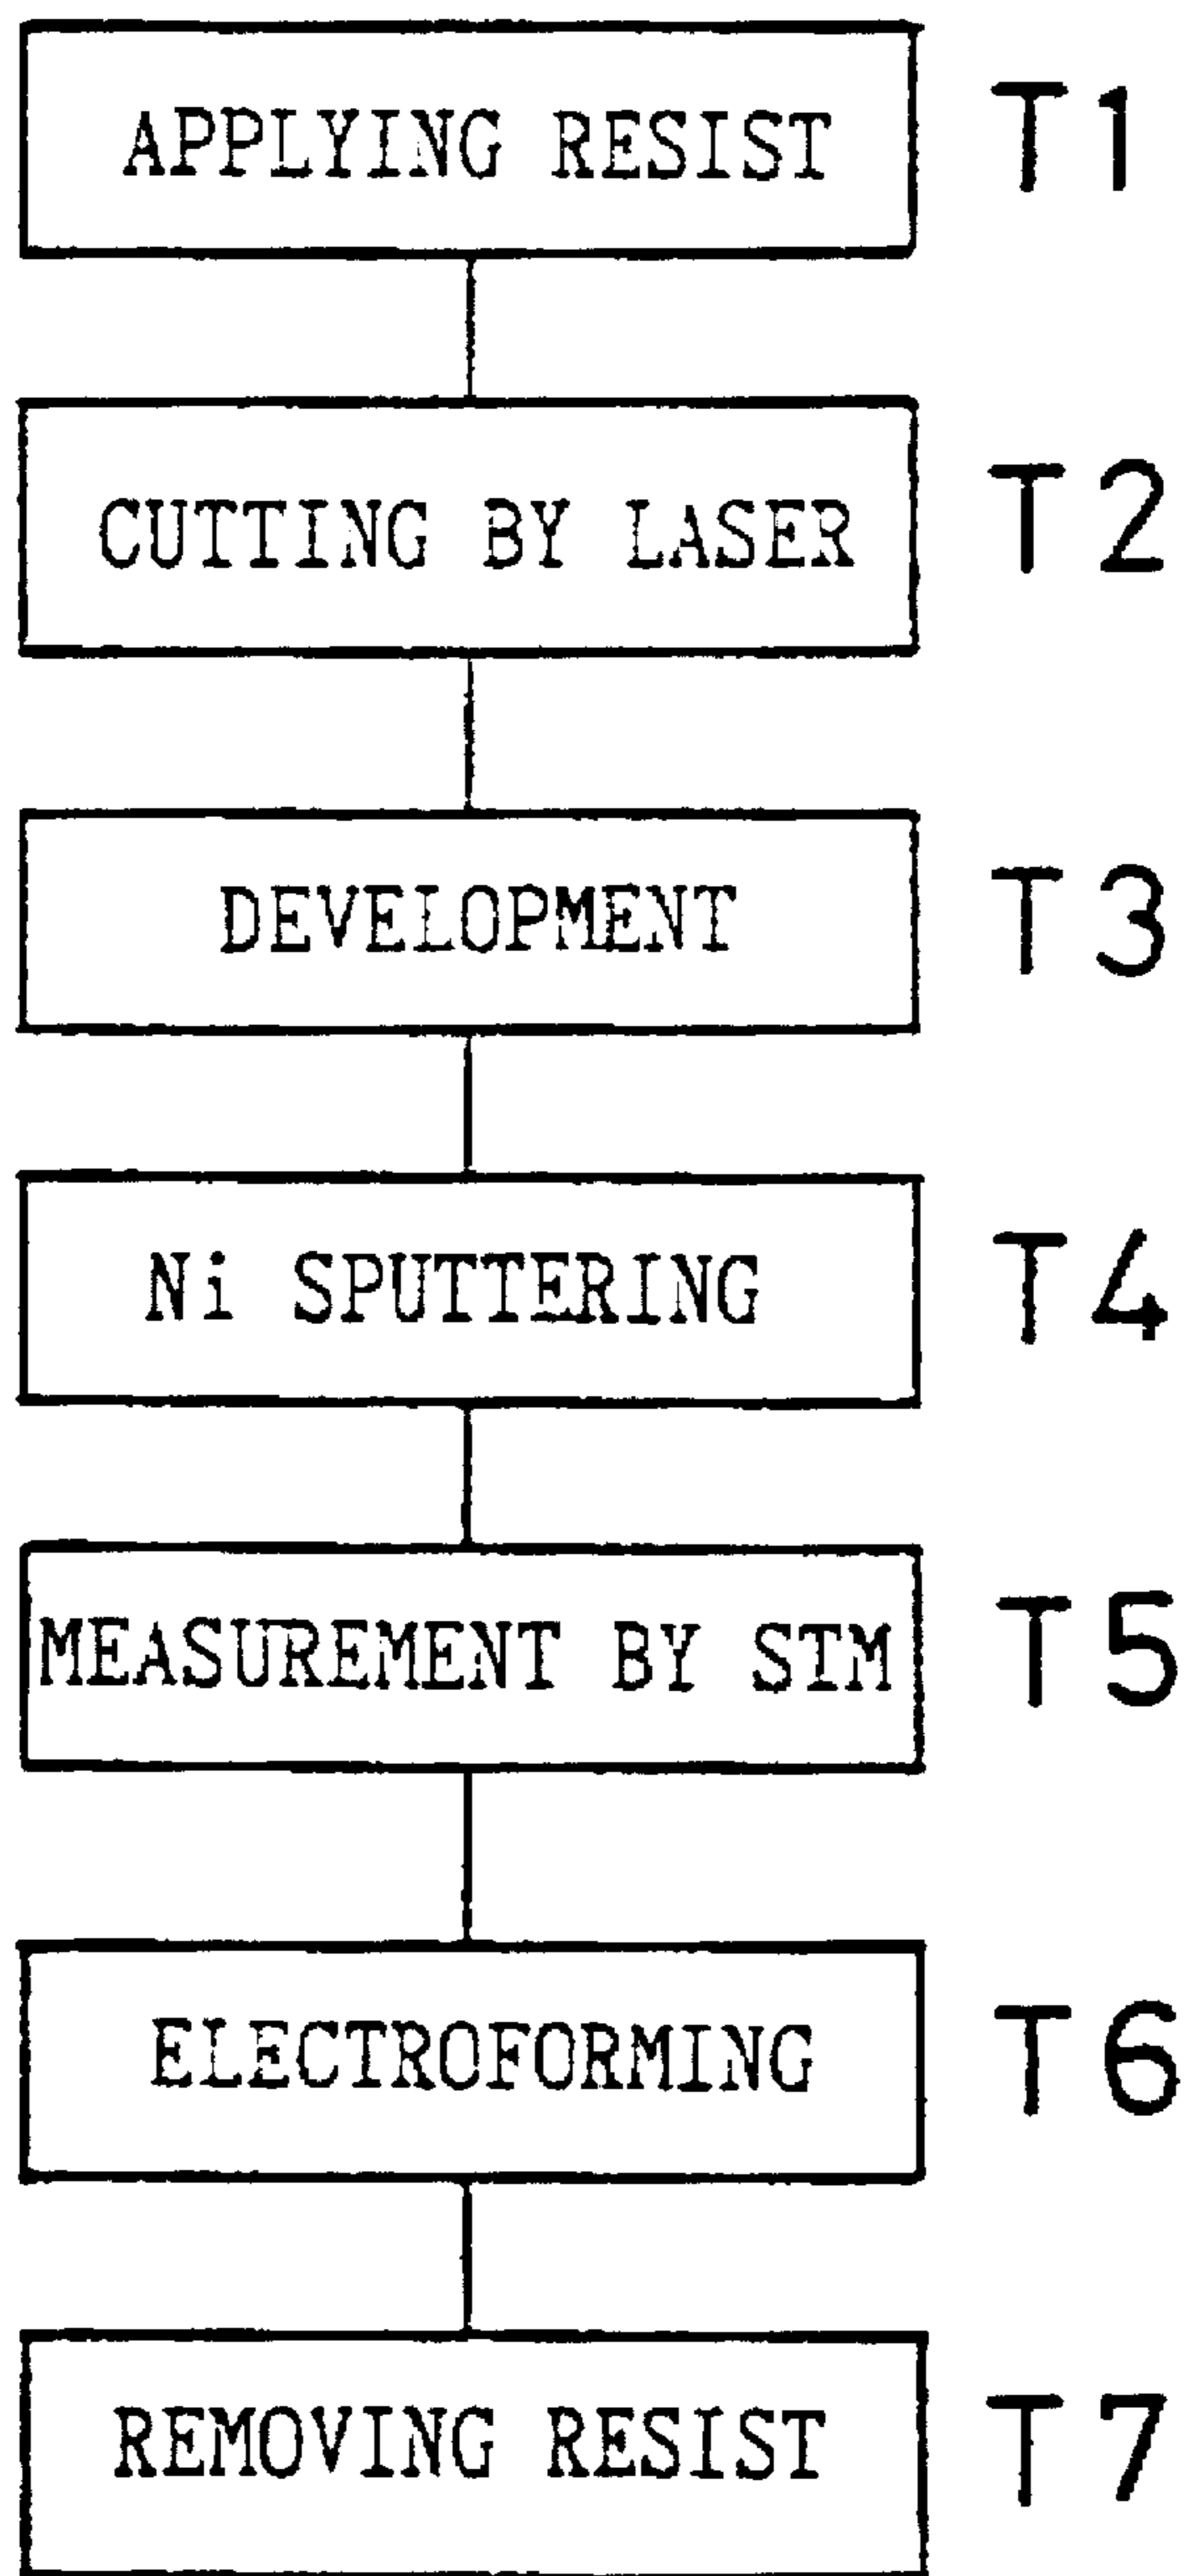 APPLYING RESIST T1
CUTTING BY LASER T2
DEVELOPMENT T3
Ni SPUTTERING T4
MEASUREMENT BY STM T5
ELECTROFORMING T6
REMOVING RESIST T7